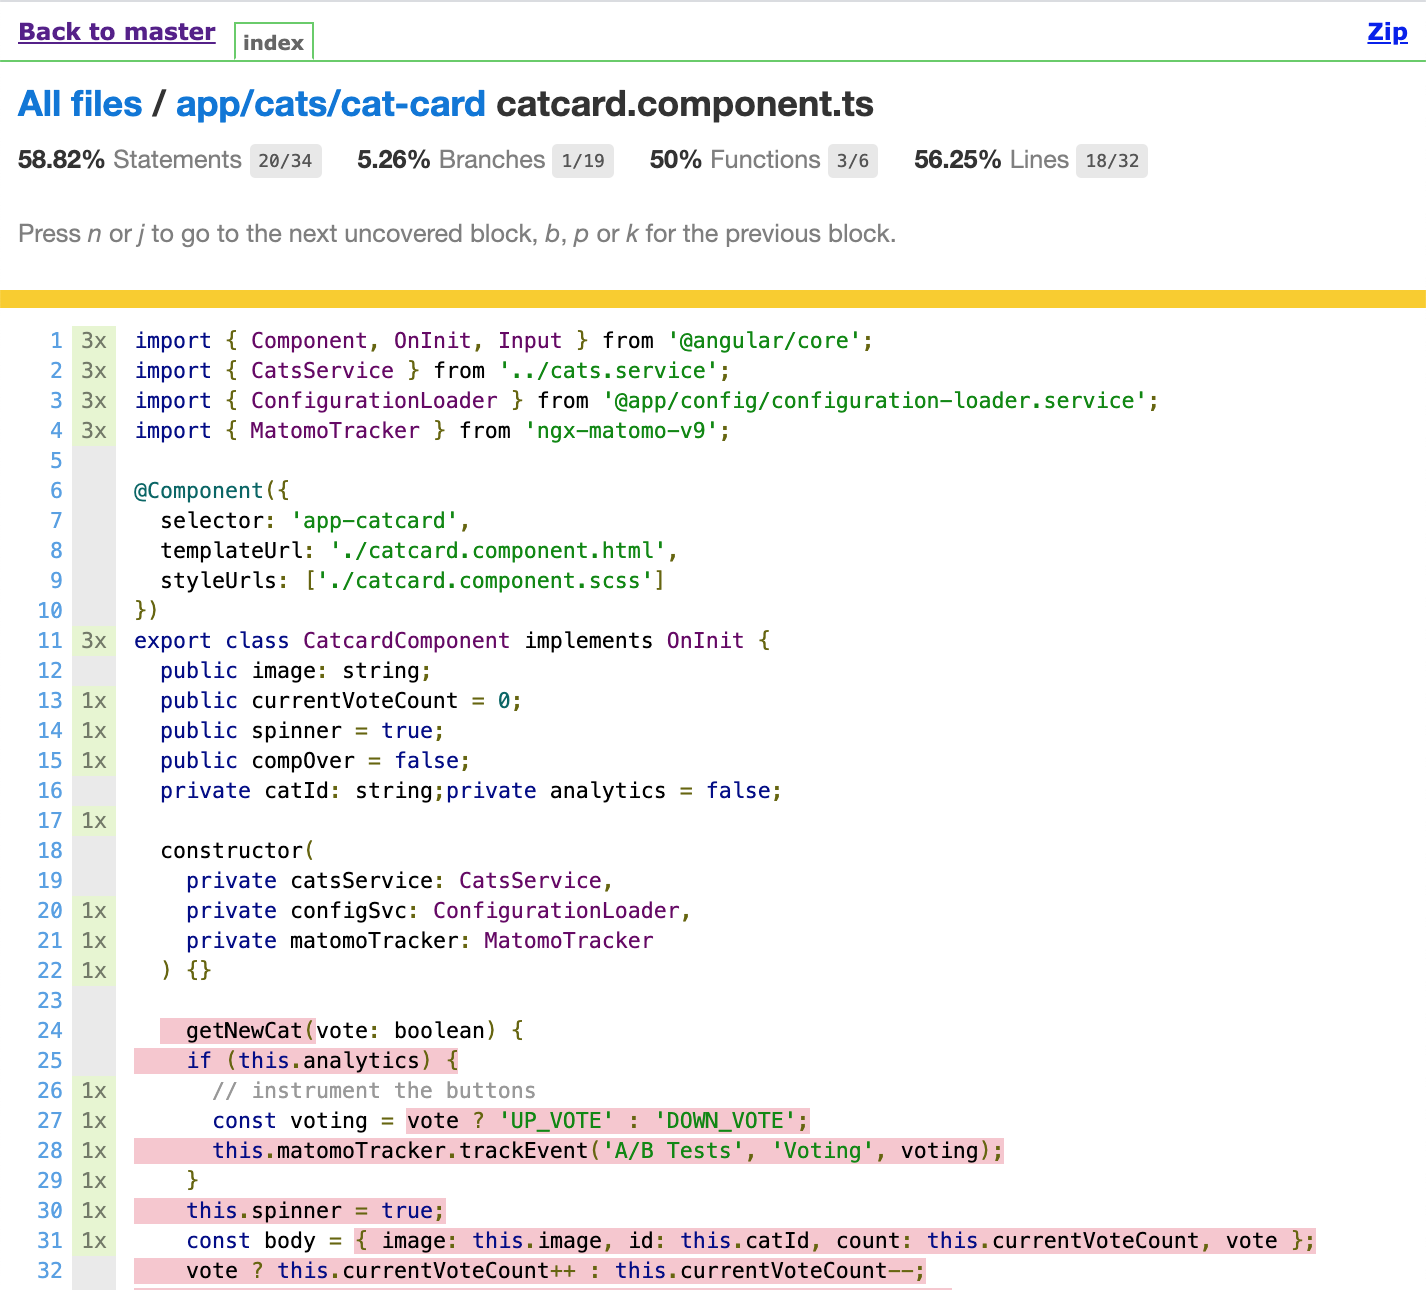 Back to master index Zip
All files / app/cats/cat-card catcard.component.ts
58.82% Statements 20/34 5.26% Branches 1/19 50% Functions 3/6 56.25% Lines 18/32
Press n or j to go to the next uncovered block, b, p or k for the previous block.
1 3x import { Component, OnInit, Input } from '@angular/core';
2 3x import { CatsService } from '../cats.service';
3 3x import { ConfigurationLoader } from '@app/config/configuration-loader.service';
4 3x import { MatomoTracker } from 'ngx-matomo-v9';
5
6 @Component({
7 selector: 'app-catcard',
8 templateUrl: './catcard.component.html',
9 styleUrls: ['./catcard.component.scss']
10 })
11 3x export class CatcardComponent implements OnInit {
12 public image: string;
13 1x public currentVoteCount = 0;
14 1x public spinner = true;
15 1x public compOver = false;
16 private catId: string;private analytics = false;
17 1x
18 constructor(
19 private catsService: CatsService,
20 1x private configSvc: ConfigurationLoader,
21 1x private matomoTracker: MatomoTracker
22 1x ) {}
23
24 getNewCat(vote: boolean) {
25 if (this.analytics) {
26 1x // instrument the buttons
27 1x const voting = vote ? 'UP_VOTE' : 'DOWN_VOTE';
28 1x this.matomoTracker.trackEvent('A/B Tests', 'Voting', voting);
29 1x }
30 1x this.spinner = true;
31 1x const body = { image: this.image, id: this.catId, count: this.currentVoteCount, vote };
32 vote ? this.currentVoteCount++ : this.currentVoteCount--;